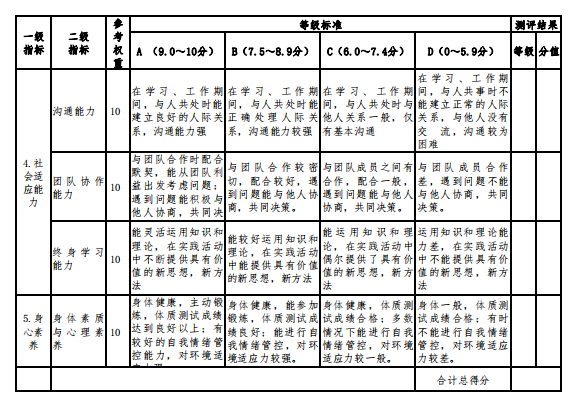 一级指标 二级指标 参考权重 等级标准 测评结果
A （9.0～10分） B（7.5～8.9分） C（6.0～7.4分） D（0～5.9分） 等级 分值
4.社会适应能力
沟通能力
10
在学习、工作期
间，与人共处时能
建立良好的人际关
系，沟通能力强
在学习、工作期
间，与人共处时能
正确处理人际关
系，沟通能力较强
在学习、工作期
间，与人共处时与
他人关系一般，仅
有基本沟通
在学习、工作期
间，与人共事时不
能建立正常的人际
关系，与他人没有
交流，沟通较为
困难
团队协作
能力
10
与团队合作时配合
默契，能从团队利
益出发考虑问题；
遇到问题能积极与
他人协商，共同决
与团队合作较密
切，配合较好，遇
到问题能与他人协
商，共同决策。
与团队成员之间有
合作，配合一般，
遇到问题能与他人
协商，共同决策。
与团队成员合作
差，遇到问题不能
与他人协商，共同
决策。
终身学习
能力
10
能灵活运用知识和
理论，在实践活动
中不断提供具有价
值的新思想，新方
法
能较好运用知识和
理论，在实践活动
中能提供具有价值
的新思想，新方法
能运用知识和理
论，在实践活动中
偶尔提供了具有价
值的新思想，新方
法
运用知识和理论能
力差，在实践活动
中不能提供具有价
值的新思想，新方
法
5.身心素养
身体素质
与心理素
养
10
身体健康，主动锻
炼，体质测试成绩
达到良好以上；有
较好的自我情绪管
控能力，对环境适
身体健康，能参加
锻炼，体质测试成
绩良好；能进行自
我情绪管控，对环
境适应力较强。
身体健康，体质测
试成绩合格；多数
情况下能进行自我
情绪管控，对环境
适应力较一般。
身体一般，体质测
试成绩合格；有时
不能进行自我情绪
管控，对环境适应
力较差。
合计总得分